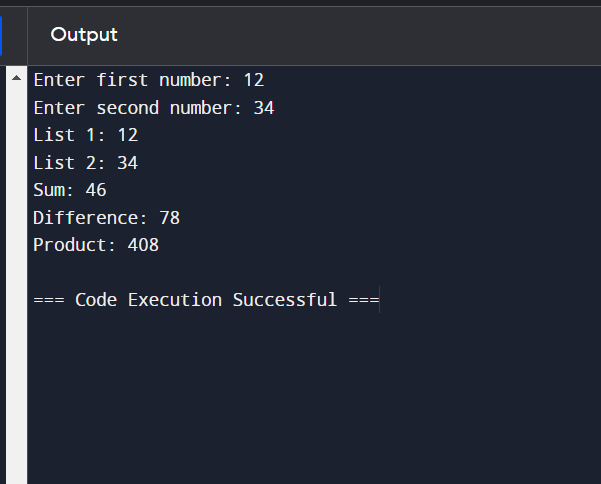 Output
Enter first number: 12
Enter second number: 34
List 1: 12
List 2: 34
Sum: 46
Difference: 78
Product: 408
=== Code Execution Successful ===